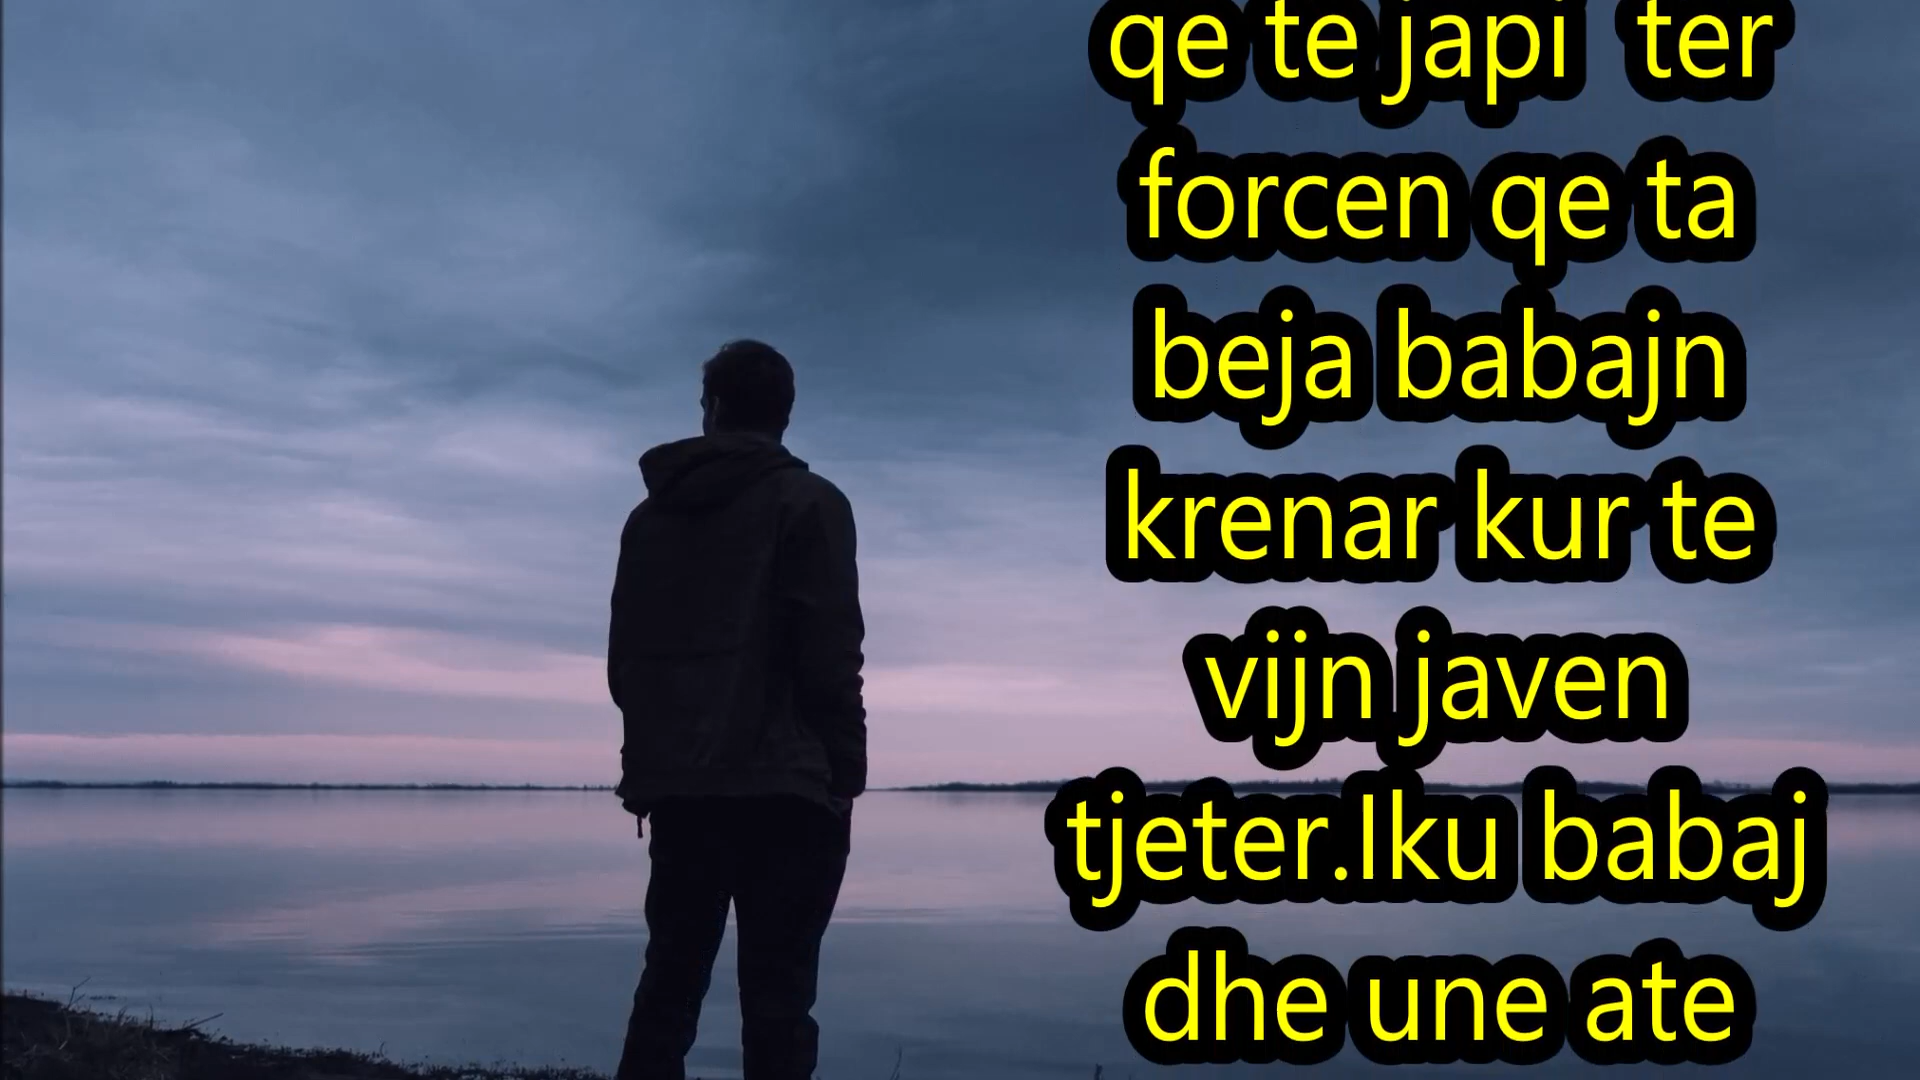 qe te japi  ter
forcen qe ta
beja babajn
krenar kur te
vijn javen
tjeter.Iku babaj
dhe une ate